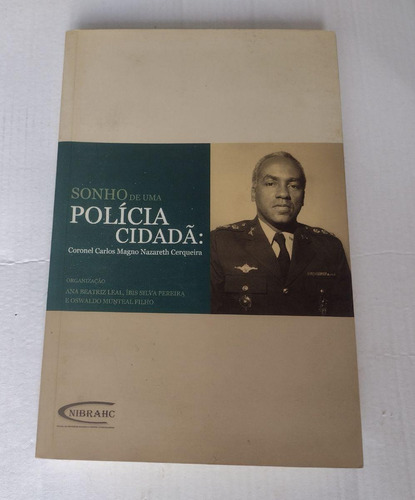 SONHO DE UMA
POLÍCIA
CIDADÃ:
Coronel Carlos Magno Nazareth Cerqueira
ORGANIZAÇÃO
ANA BEATRIZ LEAL, ÍRIS SILVA PEREIRA
E OSWALDO MUNTEAL FILHO
NIBRAHC